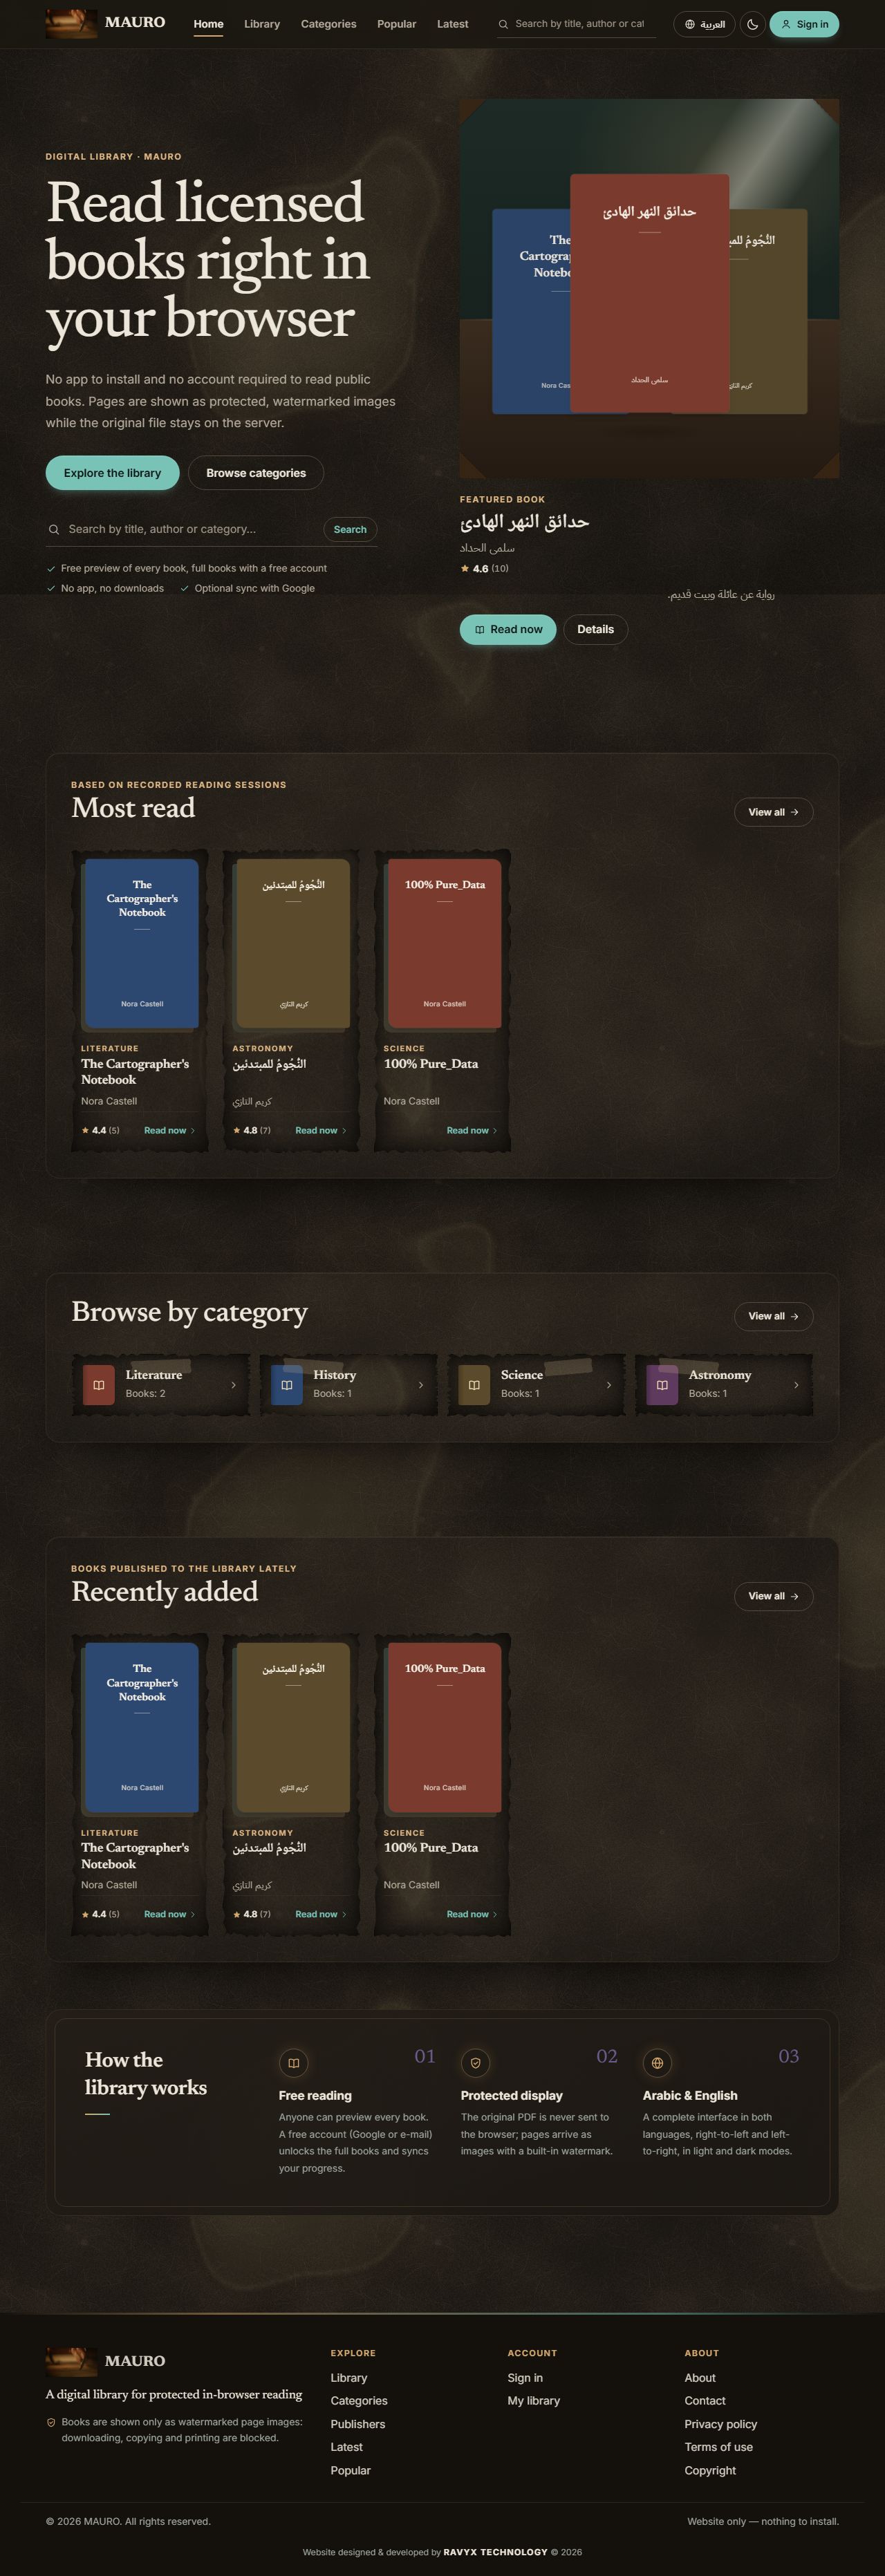 MAURO
Home
Library
Categories
Popular
Latest
Search by title, author or cat
العربية
Sign in
DIGITAL LIBRARY · MAURO
Read licensed
books right in
your browser
No app to install and no account required to read public
books. Pages are shown as protected, watermarked images
while the original file stays on the server.
Explore the library
Browse categories
Search by title, author or category...
Search
Free preview of every book, full books with a free account
No app, no downloads
Optional sync with Google
The
Cartograp
Notebo
Nora Cas
حدائق النهر الهادئ
سلمى الحداد
النُّجُومُ للمب
كريم التازي
FEATURED BOOK
حدائق النهر الهادئ
سلمى الحداد
4.6 (10)
رواية عن عائلة وبيت قديم.
Read now
Details
BASED ON RECORDED READING SESSIONS
Most read
View all
The
Cartographer's
Notebook
Nora Castell
LITERATURE
The Cartographer's
Notebook
Nora Castell
4.4 (5)
Read now
النُّجُومُ للمبتدئين
كريم التازي
ASTRONOMY
النُّجُومُ للمبتدئين
كريم التازي
4.8 (7)
Read now
100% Pure_Data
Nora Castell
SCIENCE
100% Pure_Data
Nora Castell
Read now
Browse by category
View all
Literature
Books: 2
History
Books: 1
Science
Books: 1
Astronomy
Books: 1
BOOKS PUBLISHED TO THE LIBRARY LATELY
Recently added
View all
The
Cartographer's
Notebook
Nora Castell
LITERATURE
The Cartographer's
Notebook
Nora Castell
4.4 (5)
Read now
النُّجُومُ للمبتدئين
كريم التازي
ASTRONOMY
النُّجُومُ للمبتدئين
كريم التازي
4.8 (7)
Read now
100% Pure_Data
Nora Castell
SCIENCE
100% Pure_Data
Nora Castell
Read now
How the
library works
01
Free reading
Anyone can preview every book.
A free account (Google or e-mail)
unlocks the full books and syncs
your progress.
02
Protected display
The original PDF is never sent to
the browser; pages arrive as
images with a built-in watermark.
03
Arabic & English
A complete interface in both
languages, right-to-left and left-
to-right, in light and dark modes.
MAURO
A digital library for protected in-browser reading
Books are shown only as watermarked page images:
downloading, copying and printing are blocked.
EXPLORE
Library
Categories
Publishers
Latest
Popular
ACCOUNT
Sign in
My library
ABOUT
About
Contact
Privacy policy
Terms of use
Copyright
© 2026 MAURO. All rights reserved.
Website only — nothing to install.
Website designed & developed by RAVYX TECHNOLOGY © 2026